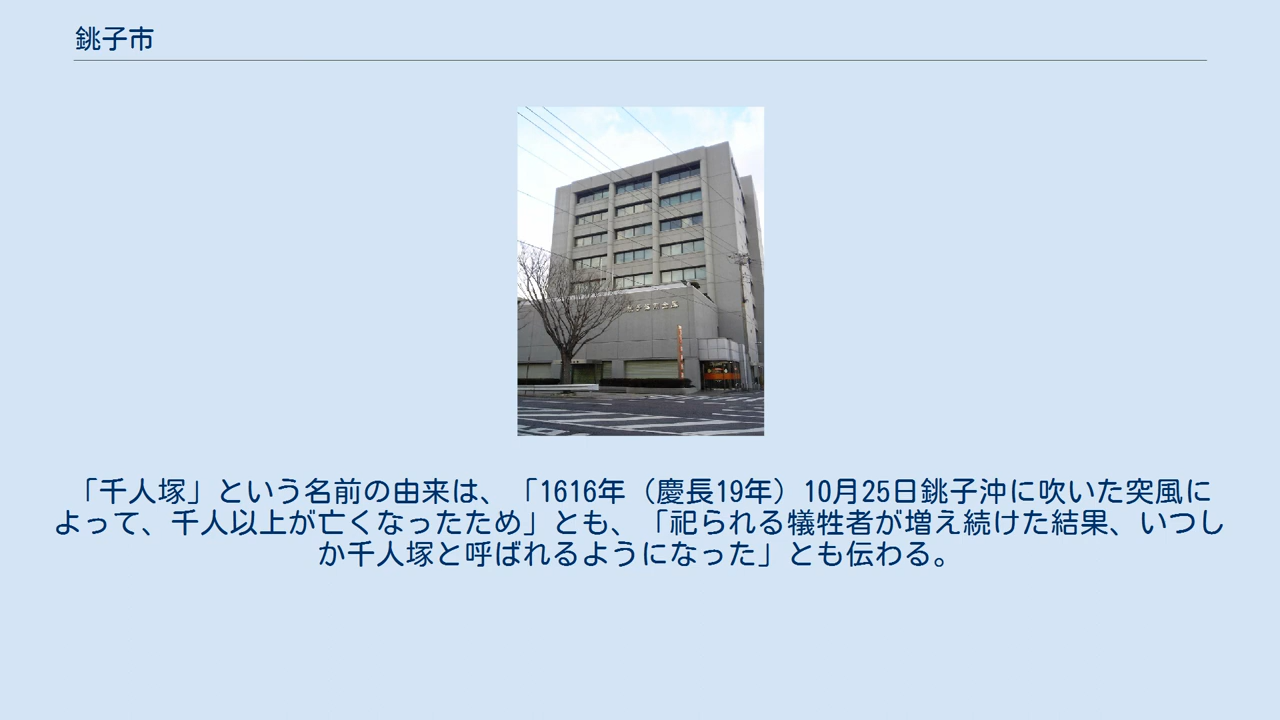 銚子市
「千人塚」という名前の由来は、「1616年（慶長19年）10月25日銚子沖に吹いた突風に
よって、千人以上が亡くなったため」とも、「祀られる犠牲者が増え続けた結果、いつし
か千人塚と呼ばれるようになった」とも伝わる。